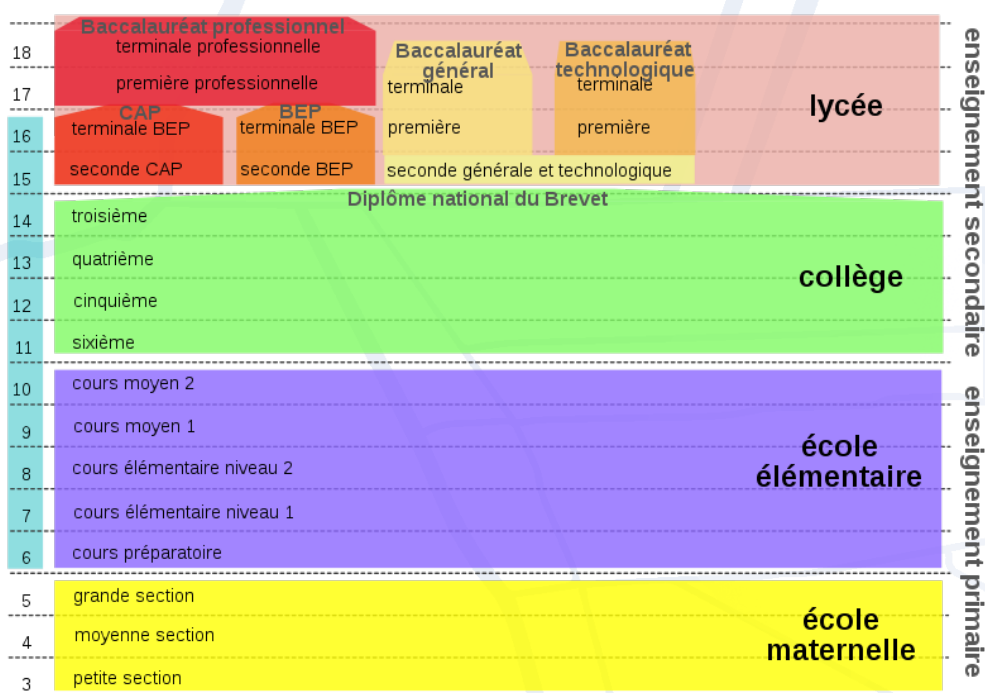 Baccalauréat professionnel
18
terminale professionnelle
Baccalauréat
général
Baccalauréat
technologique
17
première professionnelle
terminale
terminale
lycée
CAP
BEP
16
terminale BEP
terminale BEP
première
première
15
seconde CAP
seconde BEP
seconde générale et technologique
enseignement secondaire
Diplôme national du Brevet
14
troisième
13
quatrième
collège
12
cinquième
11
sixième
10
cours moyen 2
enseignement primaire
9
cours moyen 1
école
élémentaire
8
cours élémentaire niveau 2
7
cours élémentaire niveau 1
6
cours préparatoire
5
grande section
école
maternelle
4
moyenne section
3
petite section